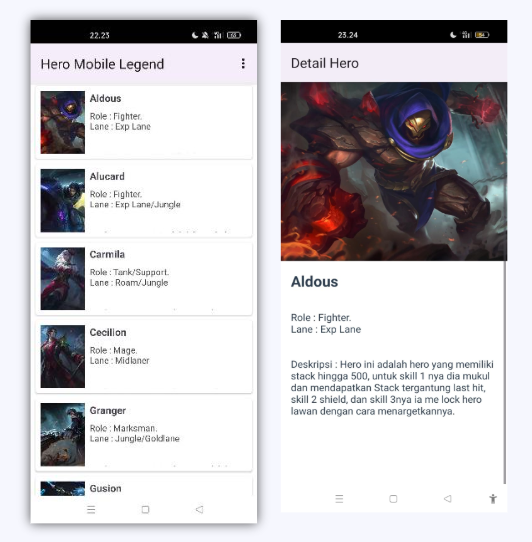 22.23
Hero Mobile Legend
Aldous
Role : Fighter.
Lane : Exp Lane
Alucard
Role : Fighter.
Lane : Exp Lane/Jungle
Carmila
Role : Tank/Support.
Lane : Roam/Jungle
Cecilion
Role : Mage.
Lane : Midlaner
Granger
Role : Marksman.
Lane : Jungle/Goldlane
Gusion
23.24
Detail Hero
Aldous
Role : Fighter.
Lane : Exp Lane
Deskripsi : Hero ini adalah hero yang memiliki
stack hingga 500, untuk skill 1 nya dia mukul
dan mendapatkan Stack tergantung last hit,
skill 2 shield, dan skill 3nya ia me lock hero
lawan dengan cara menargetkannya.